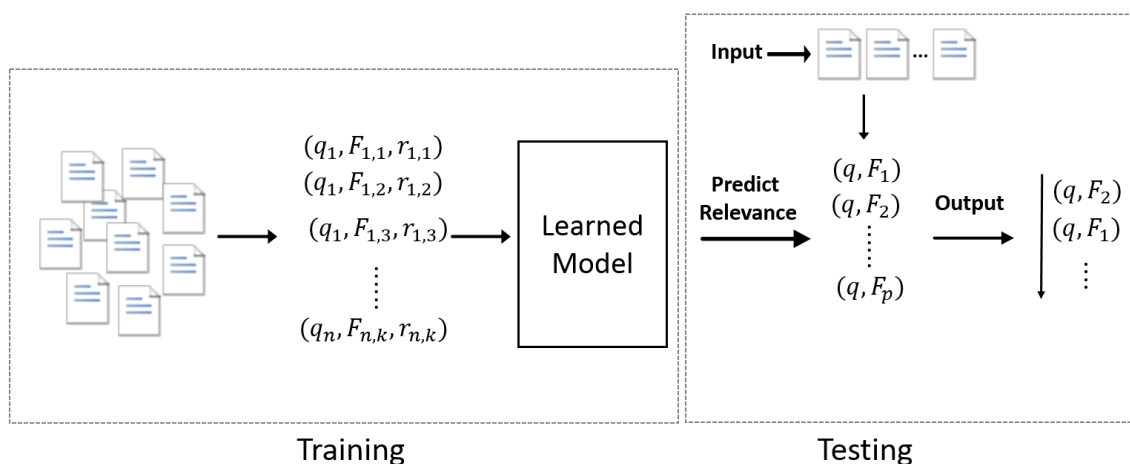 (q₁, F₁,₁, r₁,₁)
(q₁, F₁,₂, r₁,₂)
(q₁, F₁,₃, r₁,₃)
⋮
(qₙ, Fₙ,ₖ, rₙ,ₖ)
Learned
Model
Training
Input
...
Predict
Relevance
(q, F₁)
(q, F₂)
⋮
(q, Fₚ)
Output
(q, F₂)
(q, F₁)
⋮
Testing